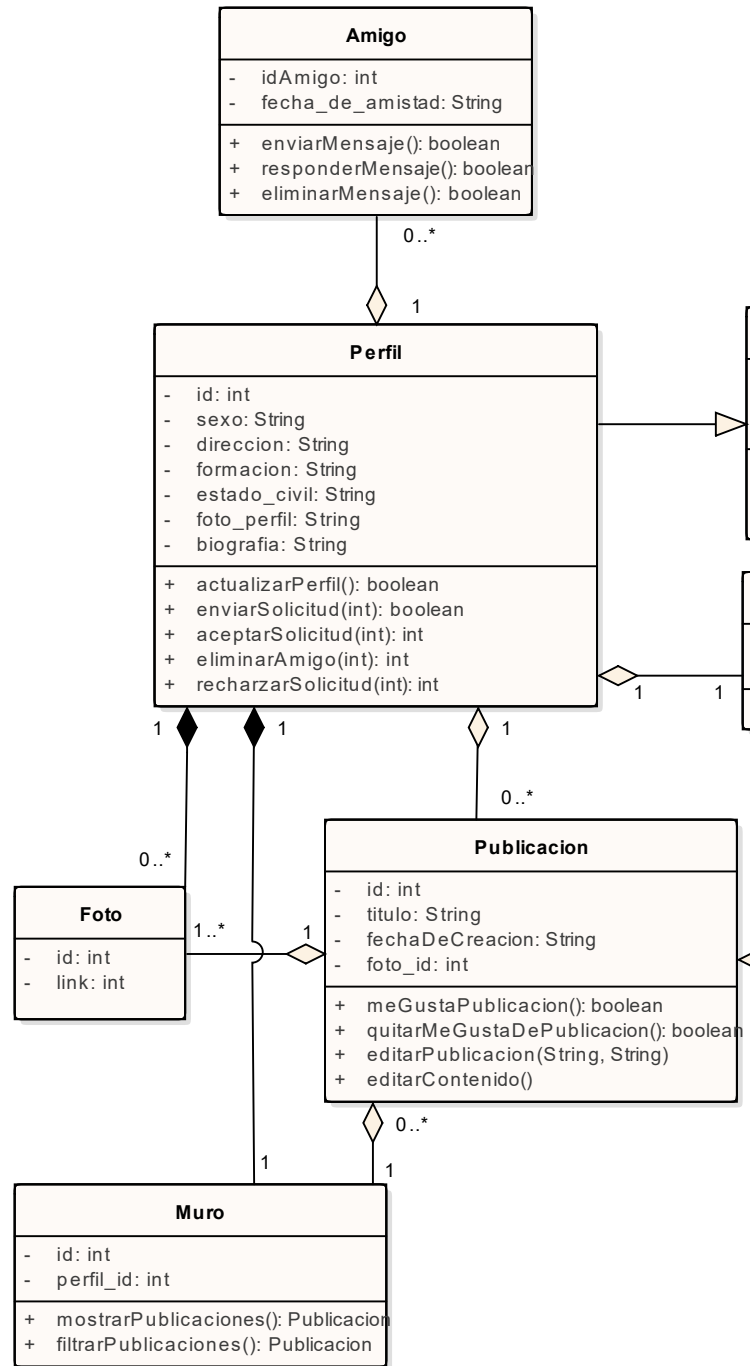 Amigo
- idAmigo: int
- fecha_de_amistad: String
+ enviarMensaje(): boolean
+ responderMensaje(): boolean
+ eliminarMensaje(): boolean
0..*
1
Perfil
- id: int
- sexo: String
- direccion: String
- formacion: String
- estado_civil: String
- foto_perfil: String
- biografia: String
+ actualizarPerfil(): boolean
+ enviarSolicitud(int): boolean
+ aceptarSolicitud(int): int
+ eliminarAmigo(int): int
+ recharzarSolicitud(int): int
1 1
1 1 1
0..*
0..*
Publicacion
- id: int
- titulo: String
- fechaDeCreacion: String
- foto_id: int
+ meGustaPublicacion(): boolean
+ quitarMeGustaDePublicacion(): boolean
+ editarPublicacion(String, String)
+ editarContenido()
Foto
- id: int
- link: int
1..* 1
0..*
1 1
Muro
- id: int
- perfil_id: int
+ mostrarPublicaciones(): Publicacion
+ filtrarPublicaciones(): Publicacion